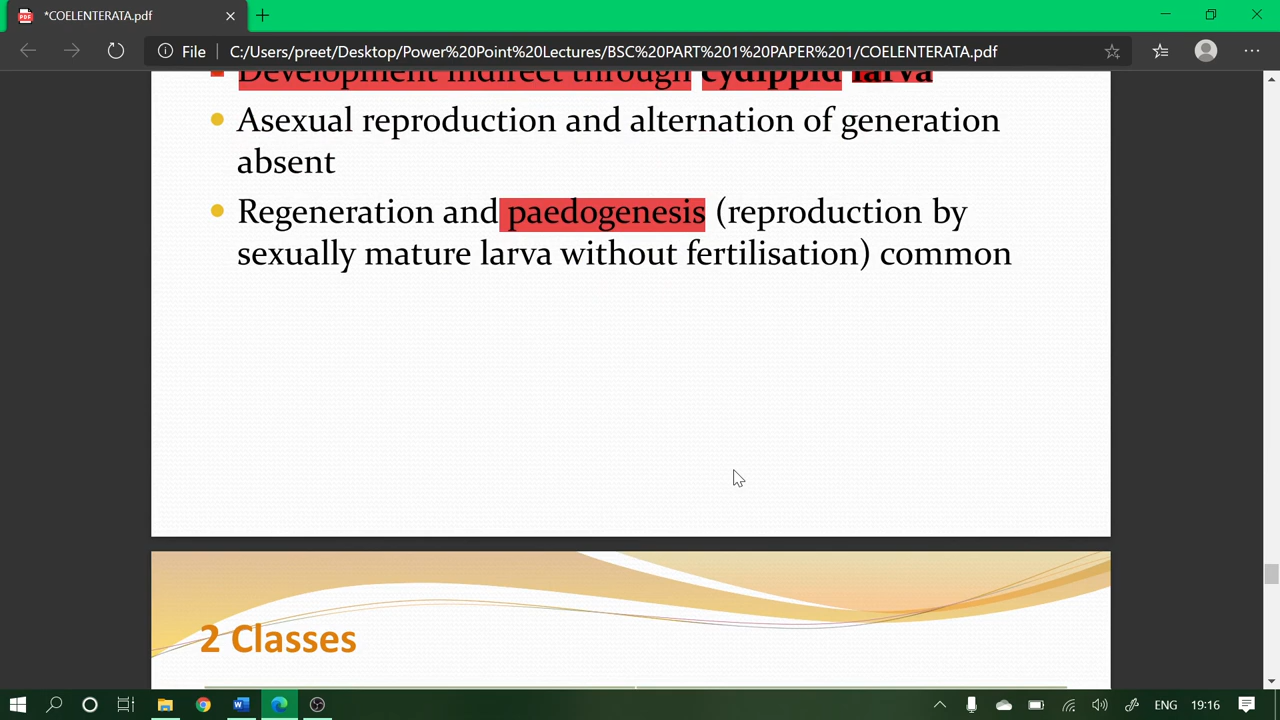 *COELENTERATA.pdf
File
C:/Users/preet/Desktop/Power%20Point%20Lectures/BSC%20PART%201%20PAPER%201/COELENTERATA.pdf
Development indirect through cydippid larva
Asexual reproduction and alternation of generation
absent
Regeneration and paedogenesis (reproduction by
sexually mature larva without fertilisation) common
2 Classes
ENG 19:16